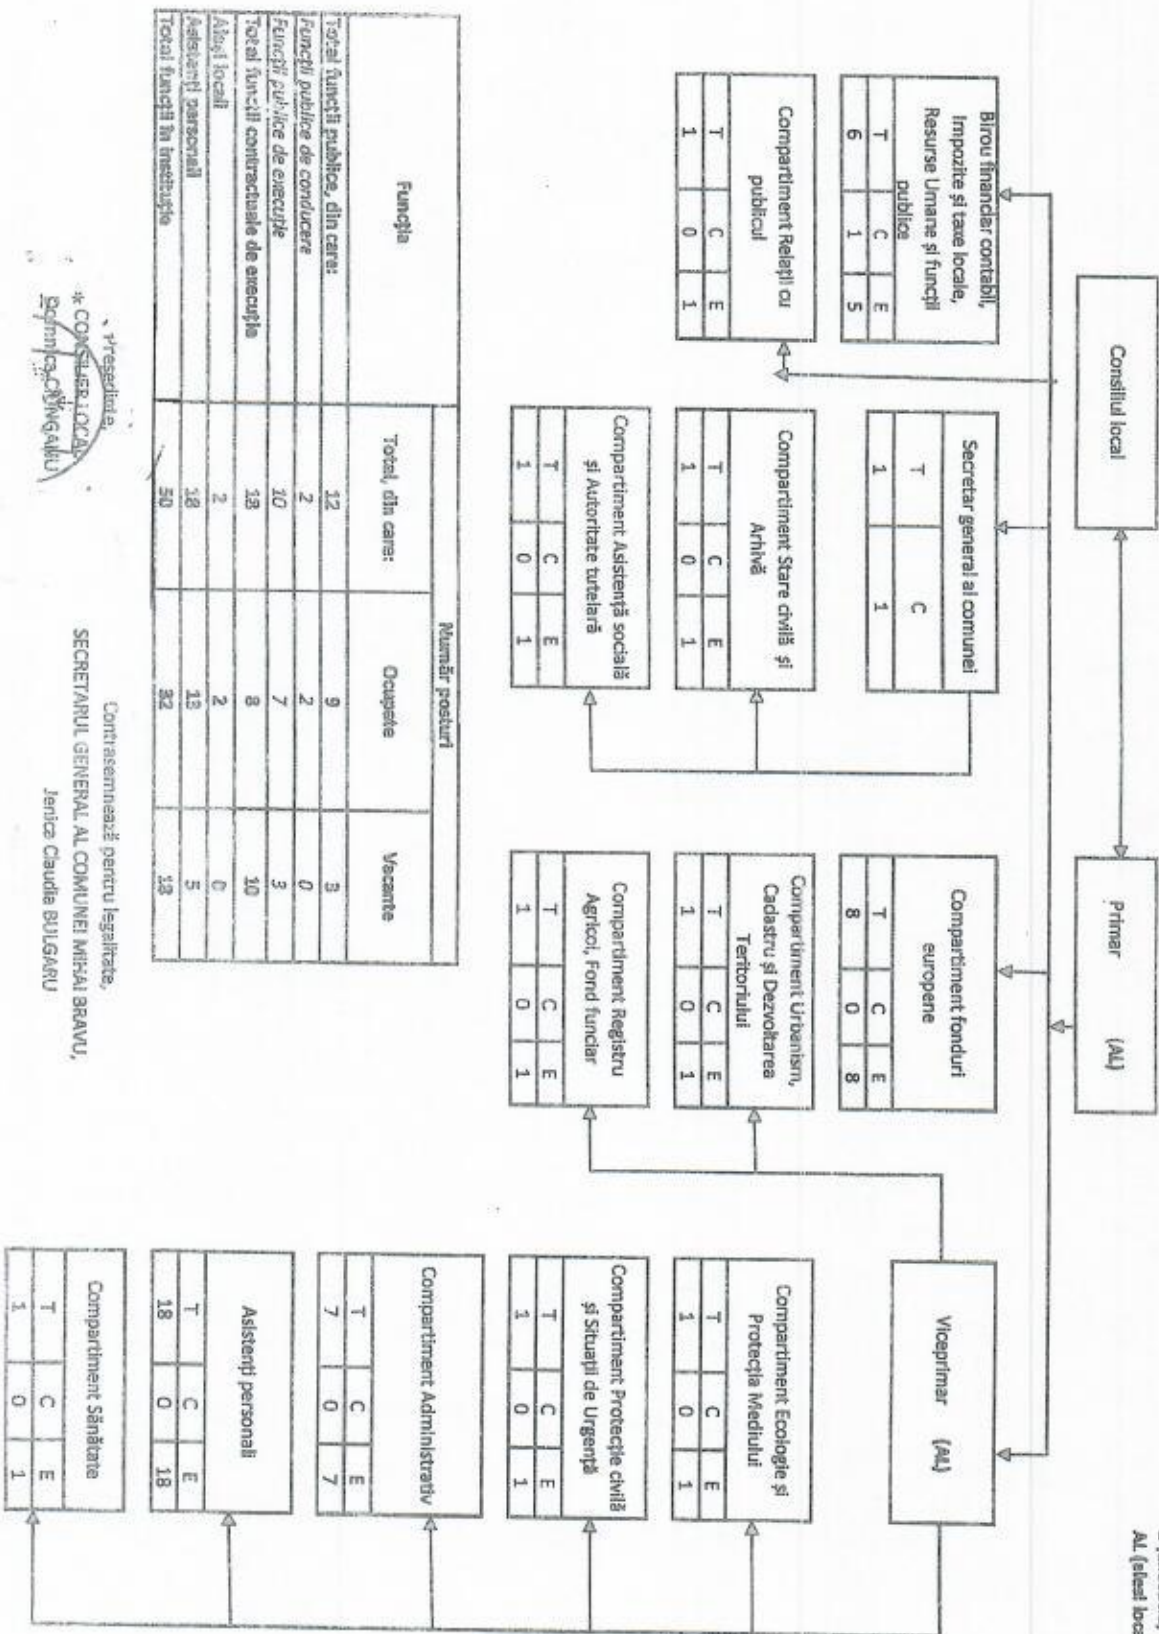 AL (aleși
Consiliul local
Primar (AL)
Birou financiar contabil,
Impozite și taxe locale,
Resurse Umane și funcții
publice
T C E
6 1 5
Secretar general al comunei
T C
1 1
Compartiment fonduri
europene
T C E
8 0 8
Viceprimar (AL)
Compartiment Relații cu
publicul
T C E
1 0 1
Compartiment Stare civilă și
Arhivă
T C E
1 0 1
Compartiment Urbanism,
Cadastru și Dezvoltarea
Teritoriului
T C E
1 0 1
Compartiment Ecologie și
Protecția Mediului
T C E
1 0 1
Compartiment Asistență socială
și Autoritate tutelară
T C E
1 0 1
Compartiment Registru
Agricol, Fond funciar
T C E
1 0 1
Compartiment Protecție civilă
și Situații de Urgență
T C E
1 0 1
Compartiment Administrativ
T C E
7 0 7
Asistenți personali
T C E
18 0 18
Compartiment Sănătate
T C E
1 0 1
Funcția
Număr posturi
Total, din care: Ocupate Vacante
Total funcții publice, din care: 12 9 3
Funcții publice de conducere 2 2 0
Funcții publice de execuție 10 7 3
Total funcții contractuale de execuție 18 8 10
Aleși locali 2 2 0
Asistenți personali 18 13 5
Total funcții în instituție 50 32 18
Președinte,
CONSILIER LOCAL
Contrasemnează pentru legalitate,
SECRETARUL GENERAL AL COMUNEI MIHAI BRAVU,
Jenica Claudia BULGARU